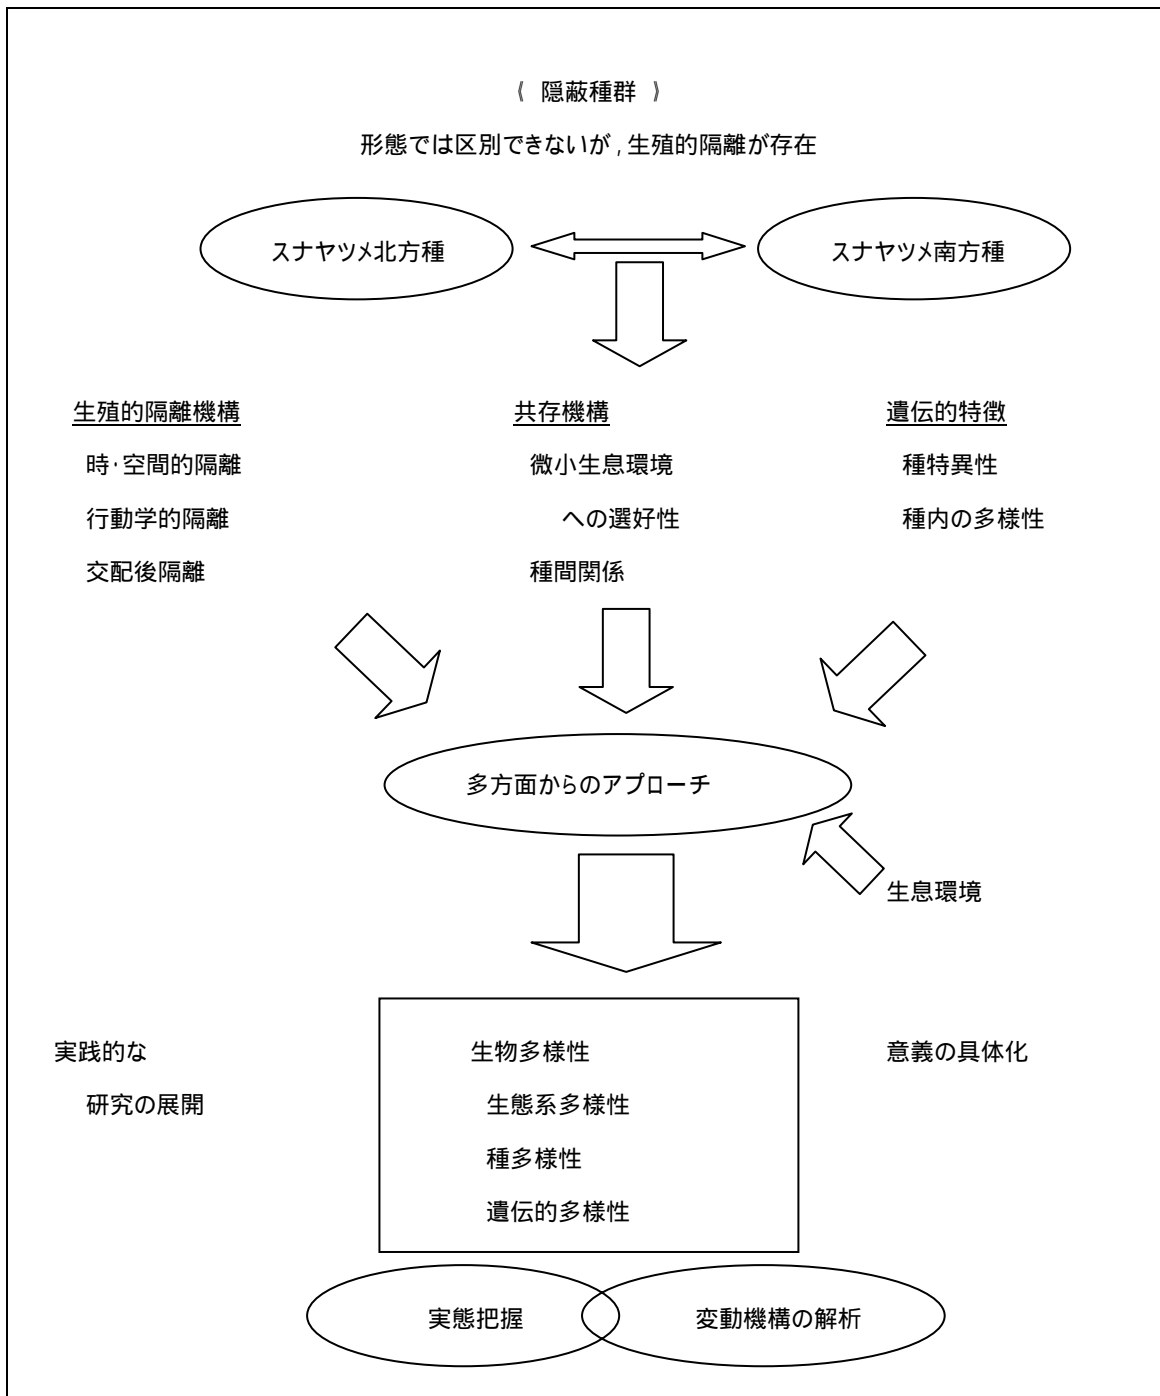 《 隠蔽種群 》
形態では区別できないが,生殖的隔離が存在
スナヤツメ北方種
スナヤツメ南方種
生殖的隔離機構
時・空間的隔離
行動学的隔離
交配後隔離
共存機構
微小生息環境
への選好性
種間関係
遺伝的特徴
種特異性
種内の多様性
多方面からのアプローチ
生息環境
実践的な
研究の展開
生物多様性
生態系多様性
種多様性
遺伝的多様性
意義の具体化
実態把握
変動機構の解析